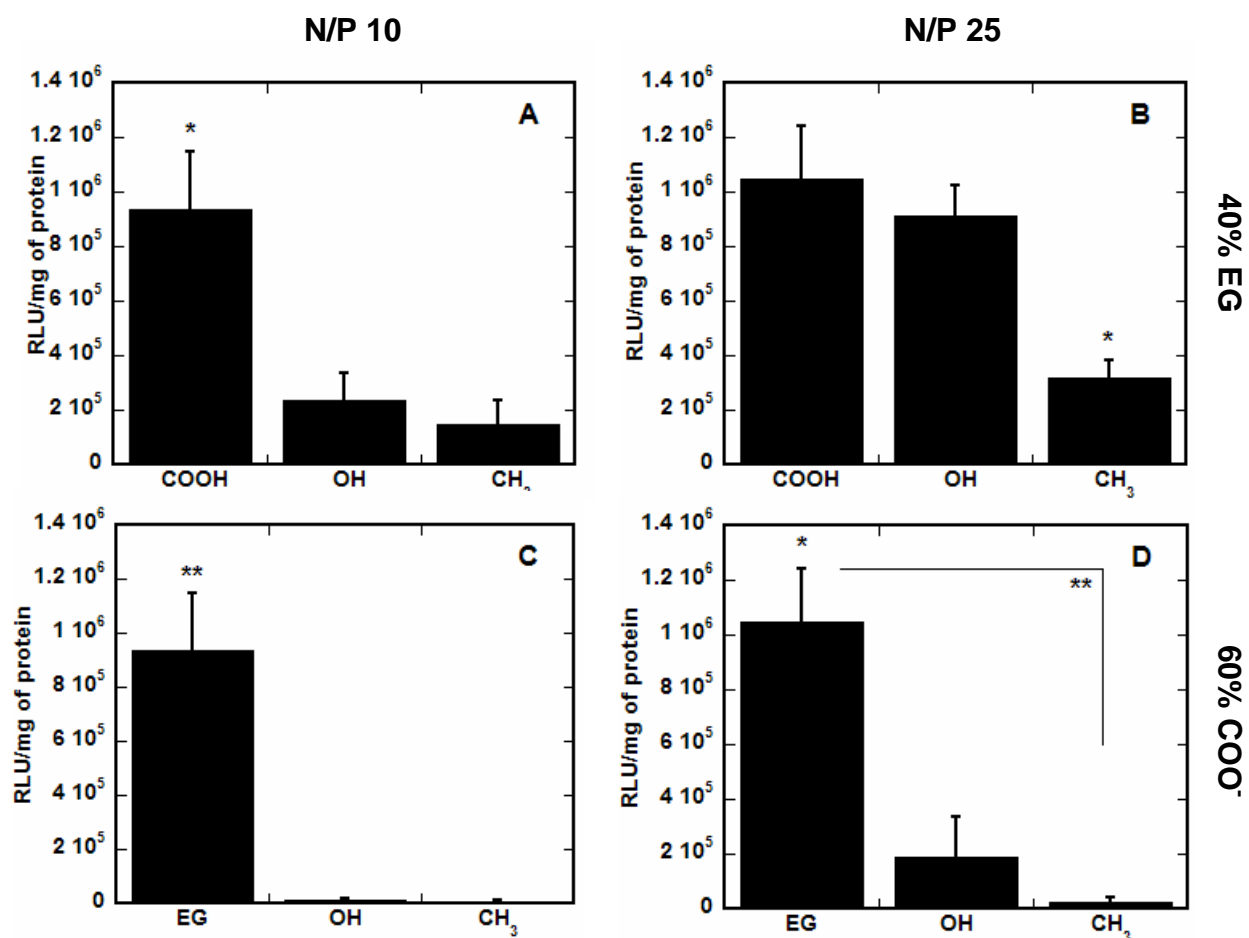 N/P 10
N/P 25
RLU/mg of protein
1.4 10⁶
1.2 10⁶
1 10⁶
8 10⁵
6 10⁵
4 10⁵
2 10⁵
0
A
*
COOH OH CH
RLU/mg of protein
1.4 10⁶
1.2 10⁶
1 10⁶
8 10⁵
6 10⁵
4 10⁵
2 10⁵
0
B
*
COOH OH CH₃
40% EG
RLU/mg of protein
1.4 10⁶
1.2 10⁶
1 10⁶
8 10⁵
6 10⁵
4 10⁵
2 10⁵
0
C
**
EG OH CH₃
RLU/mg of protein
1.4 10⁶
1.2 10⁶
1 10⁶
8 10⁵
6 10⁵
4 10⁵
2 10⁵
0
D
*
**
EG OH CH₃
60% COO⁻